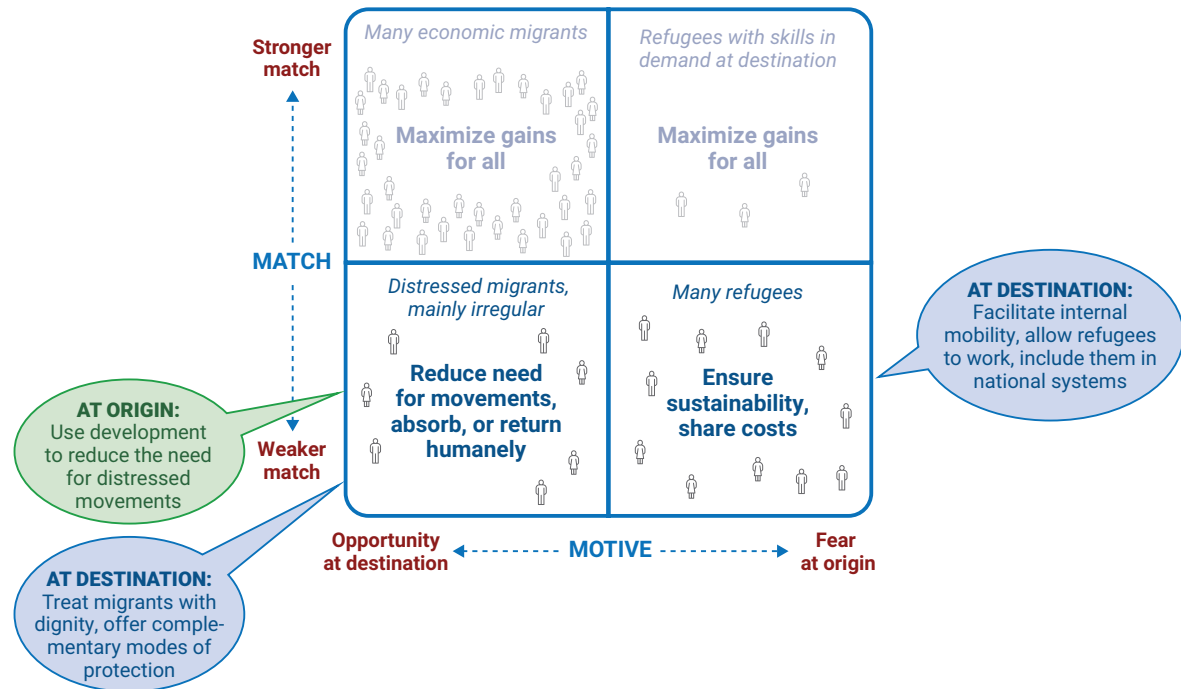 Many economic migrants
Refugees with skills in
demand at destination
Stronger
match
Maximize gains
for all
Maximize gains
for all
MATCH
Distressed migrants,
mainly irregular
Many refugees
AT DESTINATION:
Facilitate internal
mobility, allow refugees
to work, include them in
national systems
Reduce need
for movements,
absorb, or return
humanely
Ensure
sustainability,
share costs
AT ORIGIN:
Use development
to reduce the need
for distressed
movements
Weaker
match
Opportunity
at destination
MOTIVE
Fear
at origin
AT DESTINATION:
Treat migrants with
dignity, offer comple-
mentary modes of
protection